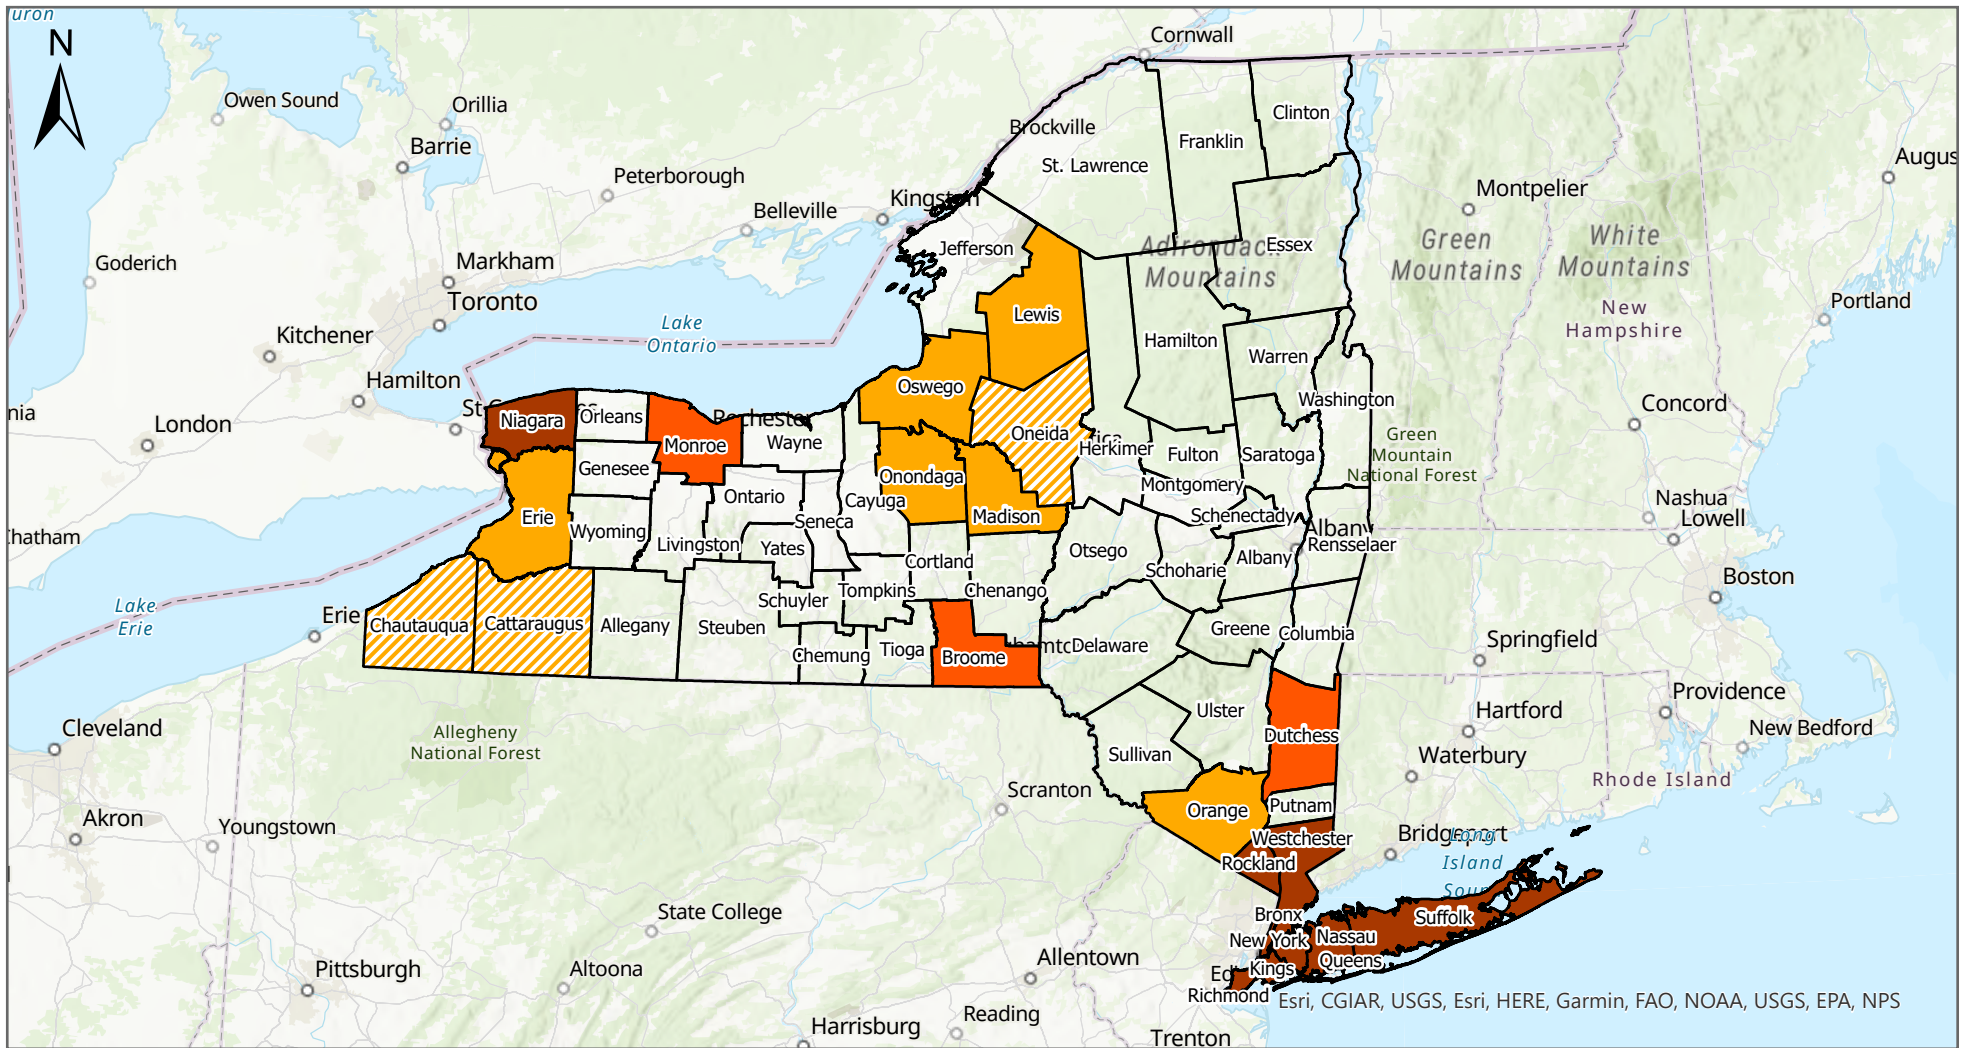 uron
N
Cornwall
Owen Sound
Orillia
Barrie
Brockville
Clinton
Franklin
St. Lawrence
Augus
Peterborough
Belleville
Kingston
Montpelier
Jefferson
Essex
Adirondack
Mountains
Green
Mountains
White
Mountains
Goderich
Markham
Toronto
Lake
Ontario
Lewis
New
Hampshire
Portland
Kitchener
Hamilton
Hamilton
Warren
Oswego
Washington
nia
London
Niagara
Orleans
Rochester
Monroe
Wayne
Oneida
Herkimer
Fulton
Saratoga
Concord
Green
Mountain
National Forest
Genesee
Onondaga
Montgomery
Ontario
Cayuga
Madison
Schenectady
Nashua
Lowell
Erie
Wyoming
Seneca
Albany
Rensselaer
Chatham
Livingston
Yates
Cortland
Otsego
Albany
Schoharie
Boston
Lake
Erie
Erie
Schuyler
Tompkins
Chenango
Chautauqua
Cattaraugus
Allegany
Steuben
Greene
Columbia
Springfield
Chemung
Tioga
Broome
hamto
Delaware
Providence
Cleveland
Allegheny
National Forest
Ulster
Hartford
New Bedford
Dutchess
Sullivan
Waterbury
Rhode Island
Scranton
Orange
Putnam
Akron
Youngstown
Westchester
Bridgeport
Rockland
Long
Island
Soun
State College
Bronx
Suffolk
New York
Nassau
Pittsburgh
Altoona
Allentown
Ed
Kings
Queens
Richmond
Esri, CGIAR, USGS, Esri, HERE, Garmin, FAO, NOAA, USGS, EPA, NPS
Harrisburg
Reading
Trenton